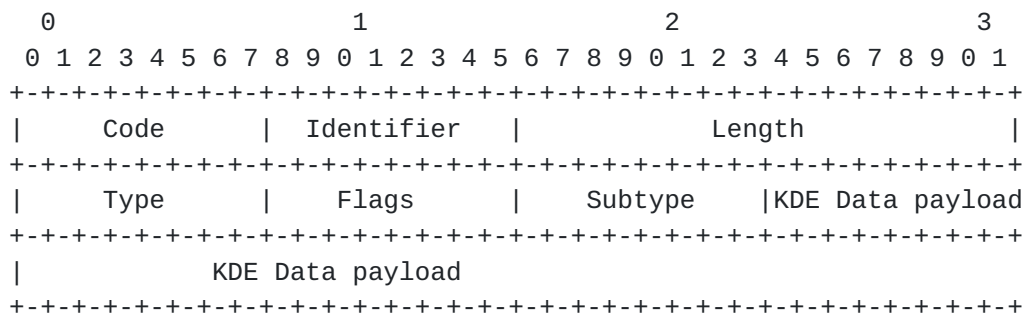 0                   1                   2                   3
 0 1 2 3 4 5 6 7 8 9 0 1 2 3 4 5 6 7 8 9 0 1 2 3 4 5 6 7 8 9 0 1
+-+-+-+-+-+-+-+-+-+-+-+-+-+-+-+-+-+-+-+-+-+-+-+-+-+-+-+-+-+-+-+-+
|     Code      |  Identifier   |            Length             |
+-+-+-+-+-+-+-+-+-+-+-+-+-+-+-+-+-+-+-+-+-+-+-+-+-+-+-+-+-+-+-+-+
|     Type      |    Flags      |    Subtype    |KDE Data payload
+-+-+-+-+-+-+-+-+-+-+-+-+-+-+-+-+-+-+-+-+-+-+-+-+-+-+-+-+-+-+-+-+
|            KDE Data payload
+-+-+-+-+-+-+-+-+-+-+-+-+-+-+-+-+-+-+-+-+-+-+-+-+-+-+-+-+-+-+-+-+